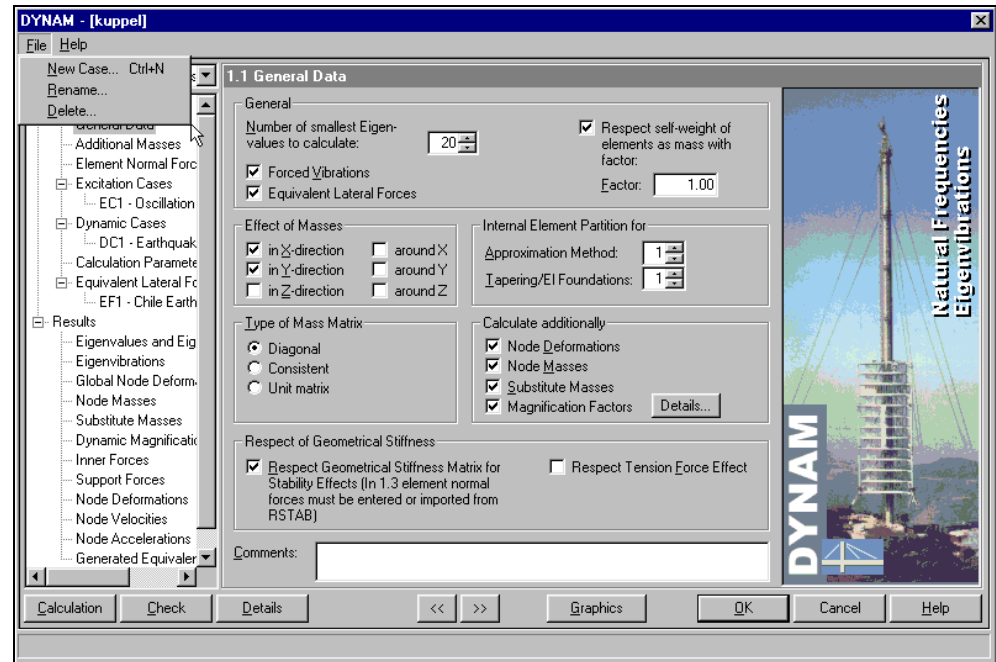 DYNAM - [kuppel]
File Help
New Case... Ctrl+N
Rename...
Delete...
General Data
Additional Masses
Element Normal Forc
Excitation Cases
EC1 - Oscillation
Dynamic Cases
DC1 - Earthquak
Calculation Paramete
Equivalent Lateral Fc
EF1 - Chile Earth
Results
Eigenvalues and Eig
Eigenvibrations
Global Node Deform
Node Masses
Substitute Masses
Dynamic Magnificatic
Inner Forces
Support Forces
Node Deformations
Node Velocities
Node Accelerations
Generated Equivaler
1.1 General Data
General
Number of smallest Eigen-
values to calculate: 20
Forced Vibrations
Equivalent Lateral Forces
Respect self-weight of
elements as mass with
factor:
Factor: 1.00
Effect of Masses
in X-direction around X
in Y-direction around Y
in Z-direction around Z
Internal Element Partition for
Approximation Method: 1
Tapering/El Foundations: 1
Type of Mass Matrix
Diagonal
Consistent
Unit matrix
Calculate additionally
Node Deformations
Node Masses
Substitute Masses
Magnification Factors Details...
Respect of Geometrical Stiffness
Respect Geometrical Stiffness Matrix for
Stability Effects (In 1.3 element normal
forces must be entered or imported from
RSTAB)
Respect Tension Force Effect
Comments:
Natural Frequencies
Eigenvibrations
DYNAM
Calculation Check Details << >> Graphics OK Cancel Help